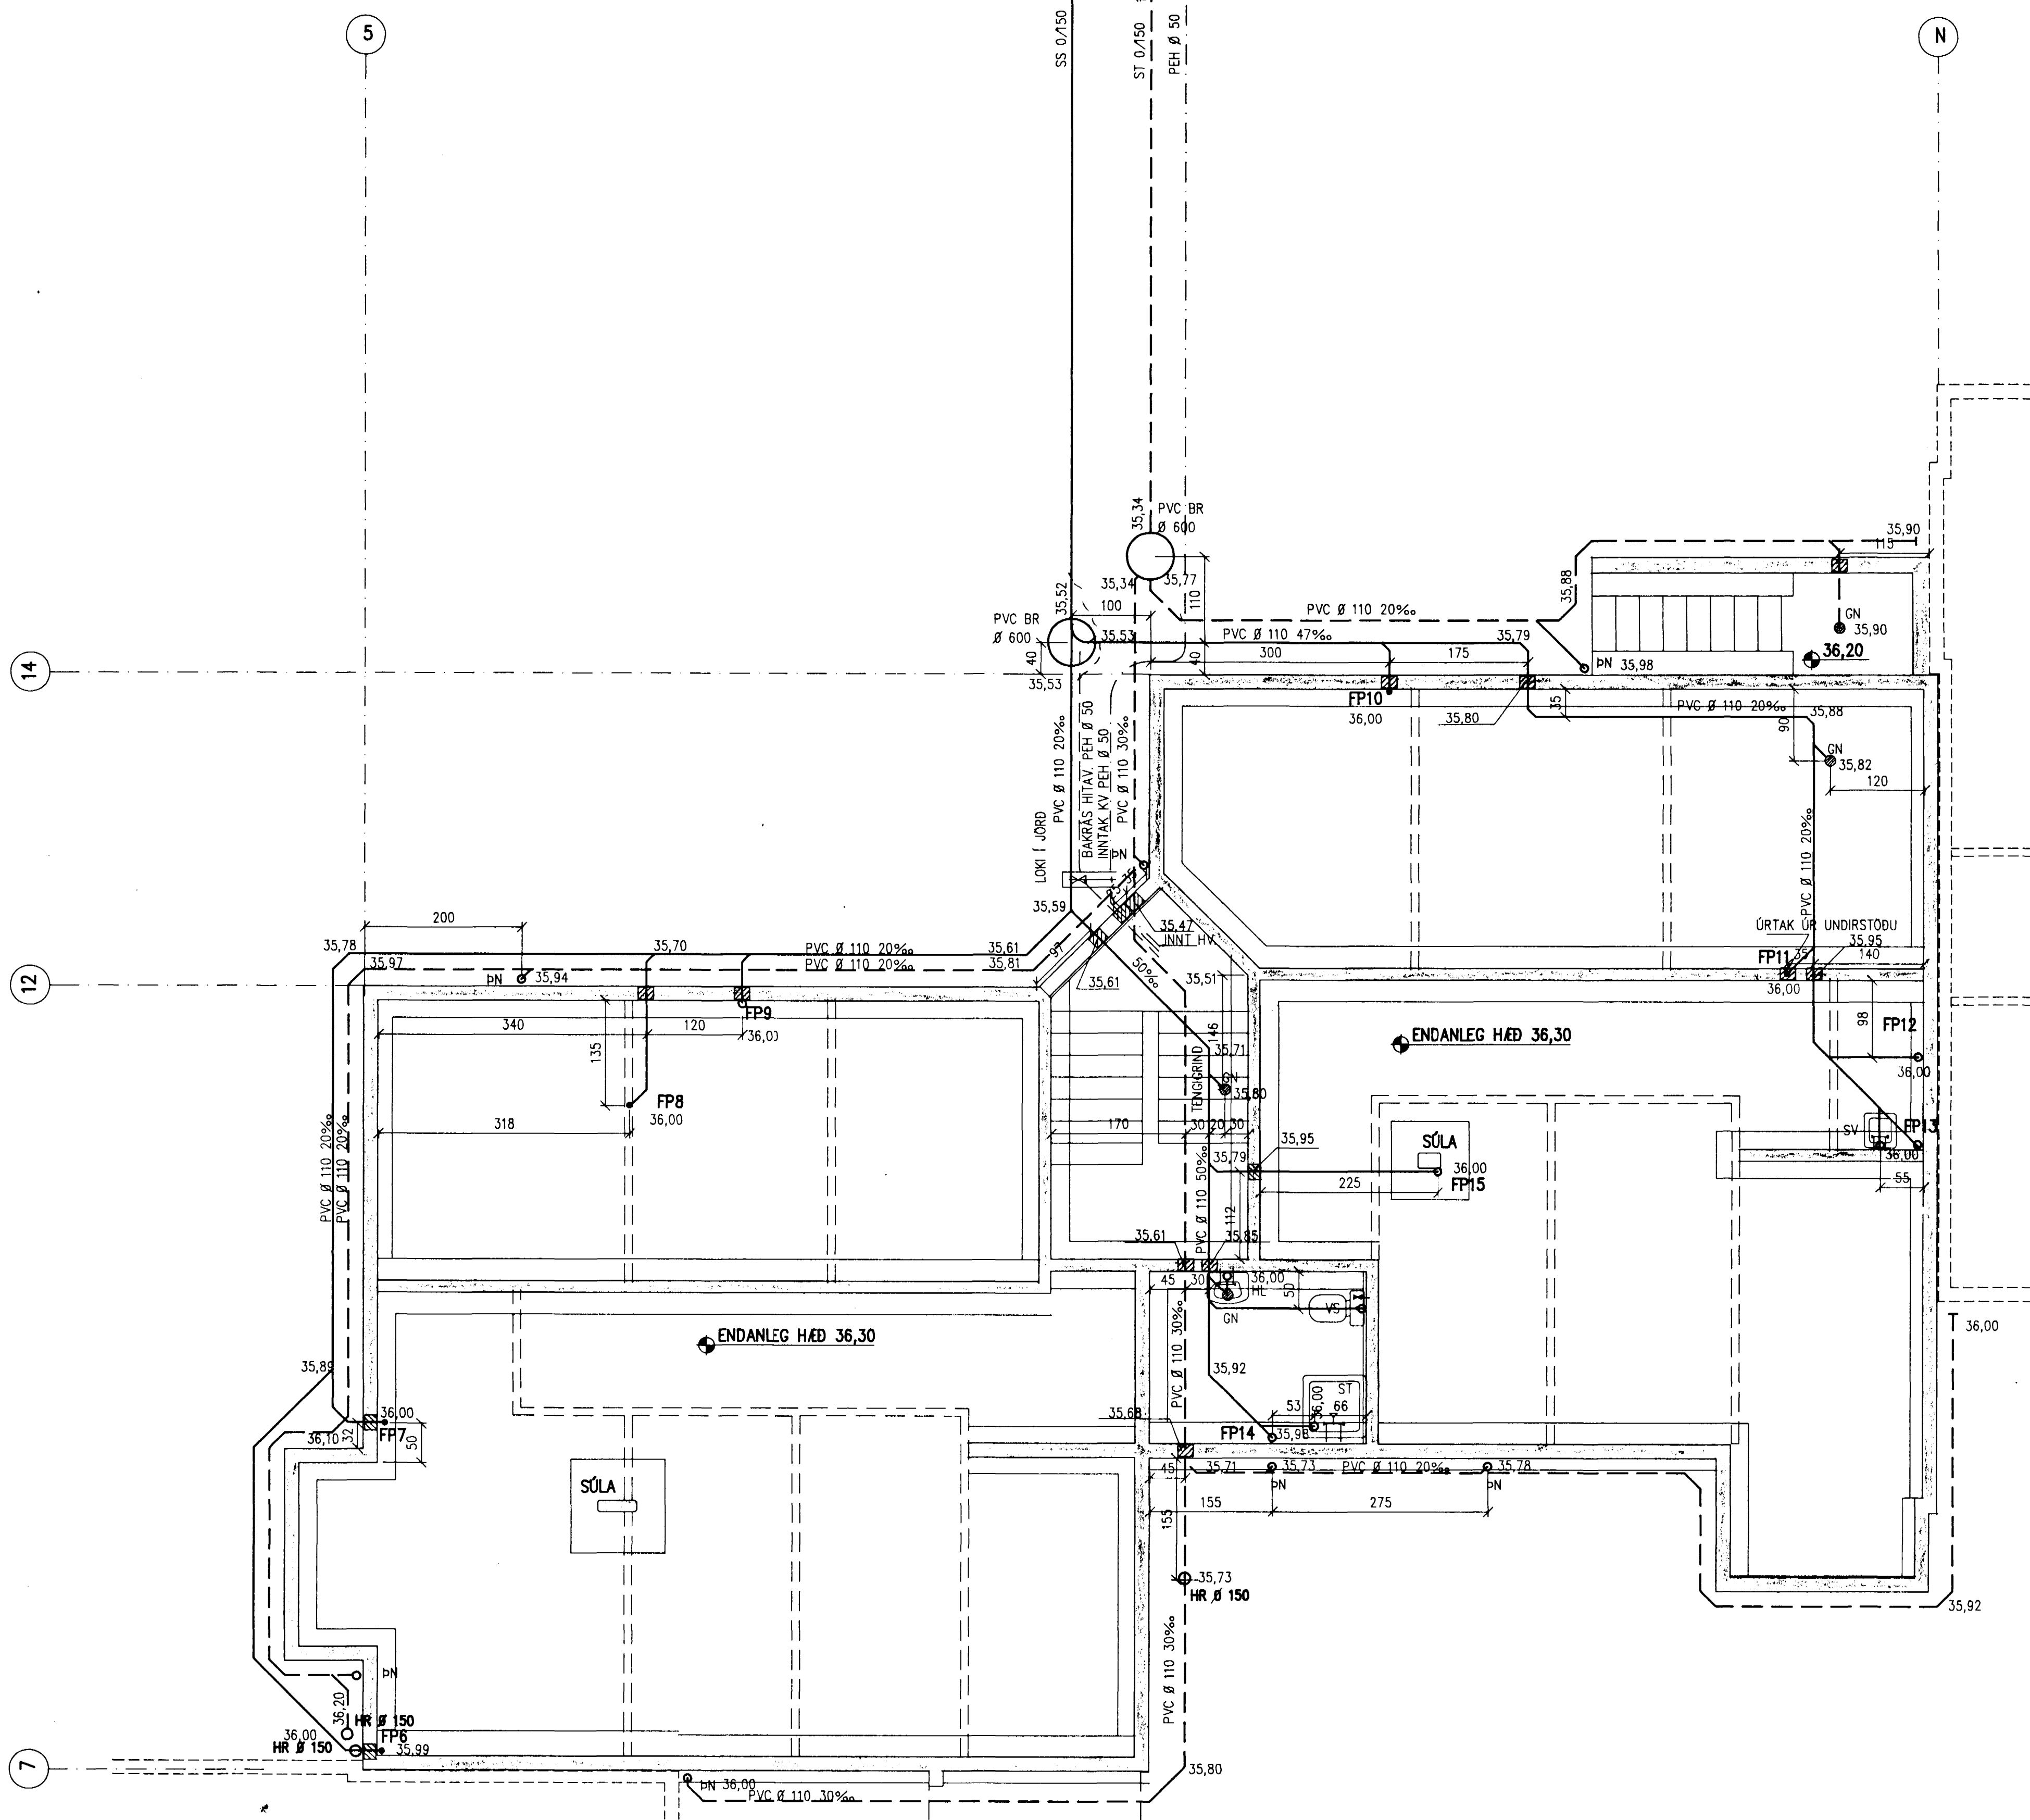 5
N
14
12
7
SS 0/150
ST 0/150
PEH Ø 50
35,34
PVC BR
Ø 600
35,34
35,77
110
35,52
100
PVC BR
Ø 600
40
35,53
35,53
PVC Ø 110 20‰
PVC Ø 110 47‰
35,79
300
175
40
35,88
35,90
115
GN
35,90
36,20
ÞN 35,98
FP10
36,00
35,80
35
PVC Ø 110 20‰
35,88
90
GN
35,82
120
PVC Ø 110 20‰
BAKRÁS HITAV. PEH Ø 50
INNTAK KV PEH Ø 50
PVC Ø 110 30‰
LOKI Í JÖRÐ
ÞN
35
35,59
97
35,47
INNT HV
50‰
35,61
35,51
146
PVC Ø 110 20‰
ÚRTAK ÚR UNDIRSTÖÐU
35,95
FP11
35
140
36,00
98
FP12
36,00
200
35,78
35,97
35,70
PVC Ø 110 20‰
PVC Ø 110 20‰
35,61
35,81
ÞN
35,94
340
120
FP9
135
318
FP8
36,00
ENDANLEG HÆÐ 36,30
35,71
GN
35,80
TENGIGRIND
170
30
20
30
35,79
35,95
SÚLA
36,00
FP15
225
SV
FP13
36,00
55
PVC Ø 110 20‰
PVC Ø 110 20‰
PVC Ø 110 50‰
112
35,61
35,85
45
30
36,00
HL
50
VS
GN
PVC Ø 110 30‰
35,92
ST
53
36,00
66
35,68
FP14
35,98
ENDANLEG HÆÐ 36,30
35,89
36,00
FP7
32
36,10
50
SÚLA
45
35,71
35,73
PVC Ø 110 20‰
35,78
ÞN
ÞN
155
275
155
35,73
HR Ø 150
36,00
35,92
PVC Ø 110 30‰
ÞN
36,20
HR Ø 150
36,00
FP6
HR Ø 150
35,99
35,80
ÞN 36,00
PVC Ø 110 30‰